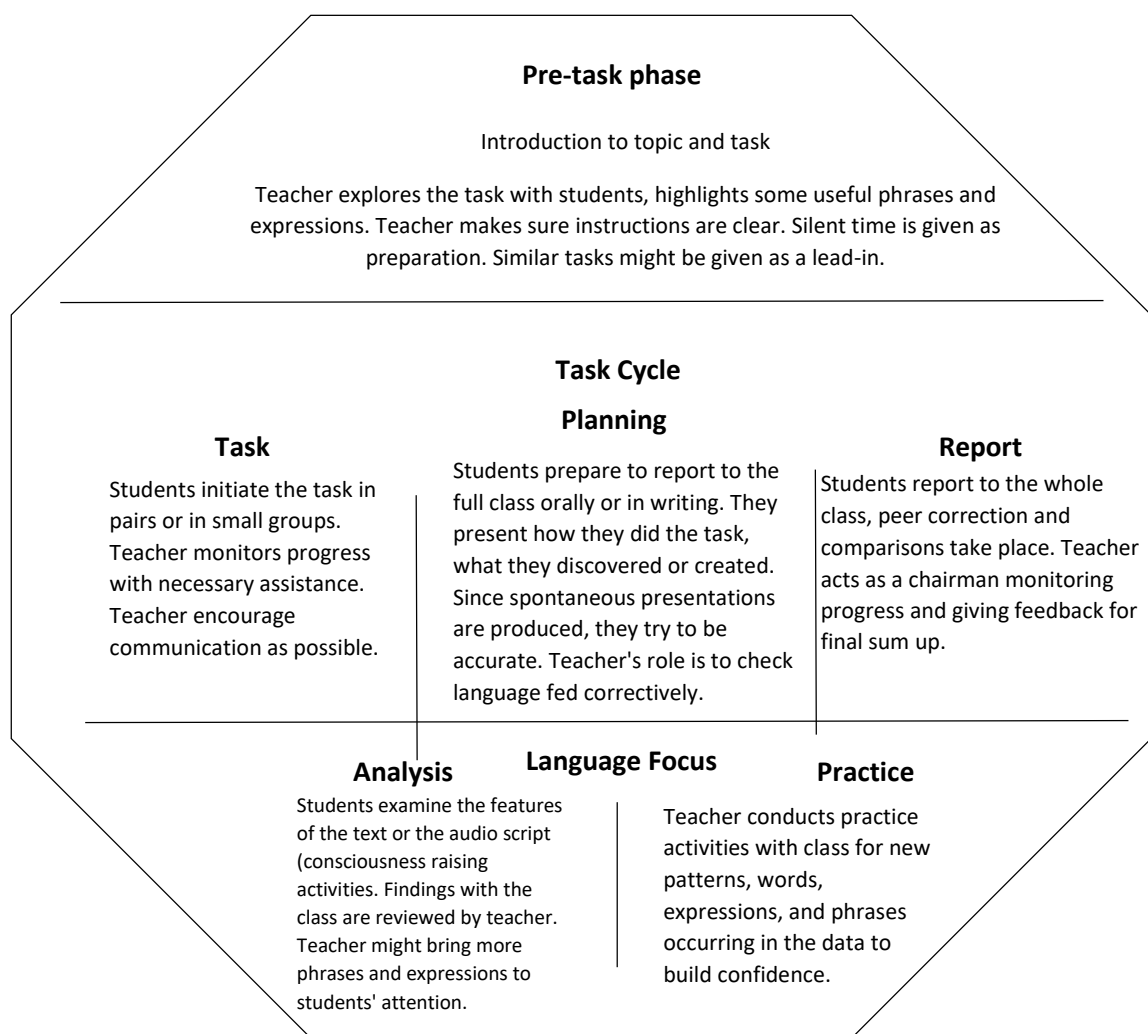 Pre-task phase
Introduction to topic and task
Teacher explores the task with students, highlights some useful phrases and
expressions. Teacher makes sure instructions are clear. Silent time is given as
preparation. Similar tasks might be given as a lead-in.
Task Cycle
Task
Students initiate the task in
pairs or in small groups.
Teacher monitors progress
with necessary assistance.
Teacher encourage
communication as possible.
Planning
Students prepare to report to the
full class orally or in writing. They
present how they did the task,
what they discovered or created.
Since spontaneous presentations
are produced, they try to be
accurate. Teacher's role is to check
language fed correctively.
Report
Students report to the whole
class, peer correction and
comparisons take place. Teacher
acts as a chairman monitoring
progress and giving feedback for
final sum up.
Language Focus
Analysis
Students examine the features
of the text or the audio script
(consciousness raising
activities. Findings with the
class are reviewed by teacher.
Teacher might bring more
phrases and expressions to
students' attention.
Practice
Teacher conducts practice
activities with class for new
patterns, words,
expressions, and phrases
occurring in the data to
build confidence.